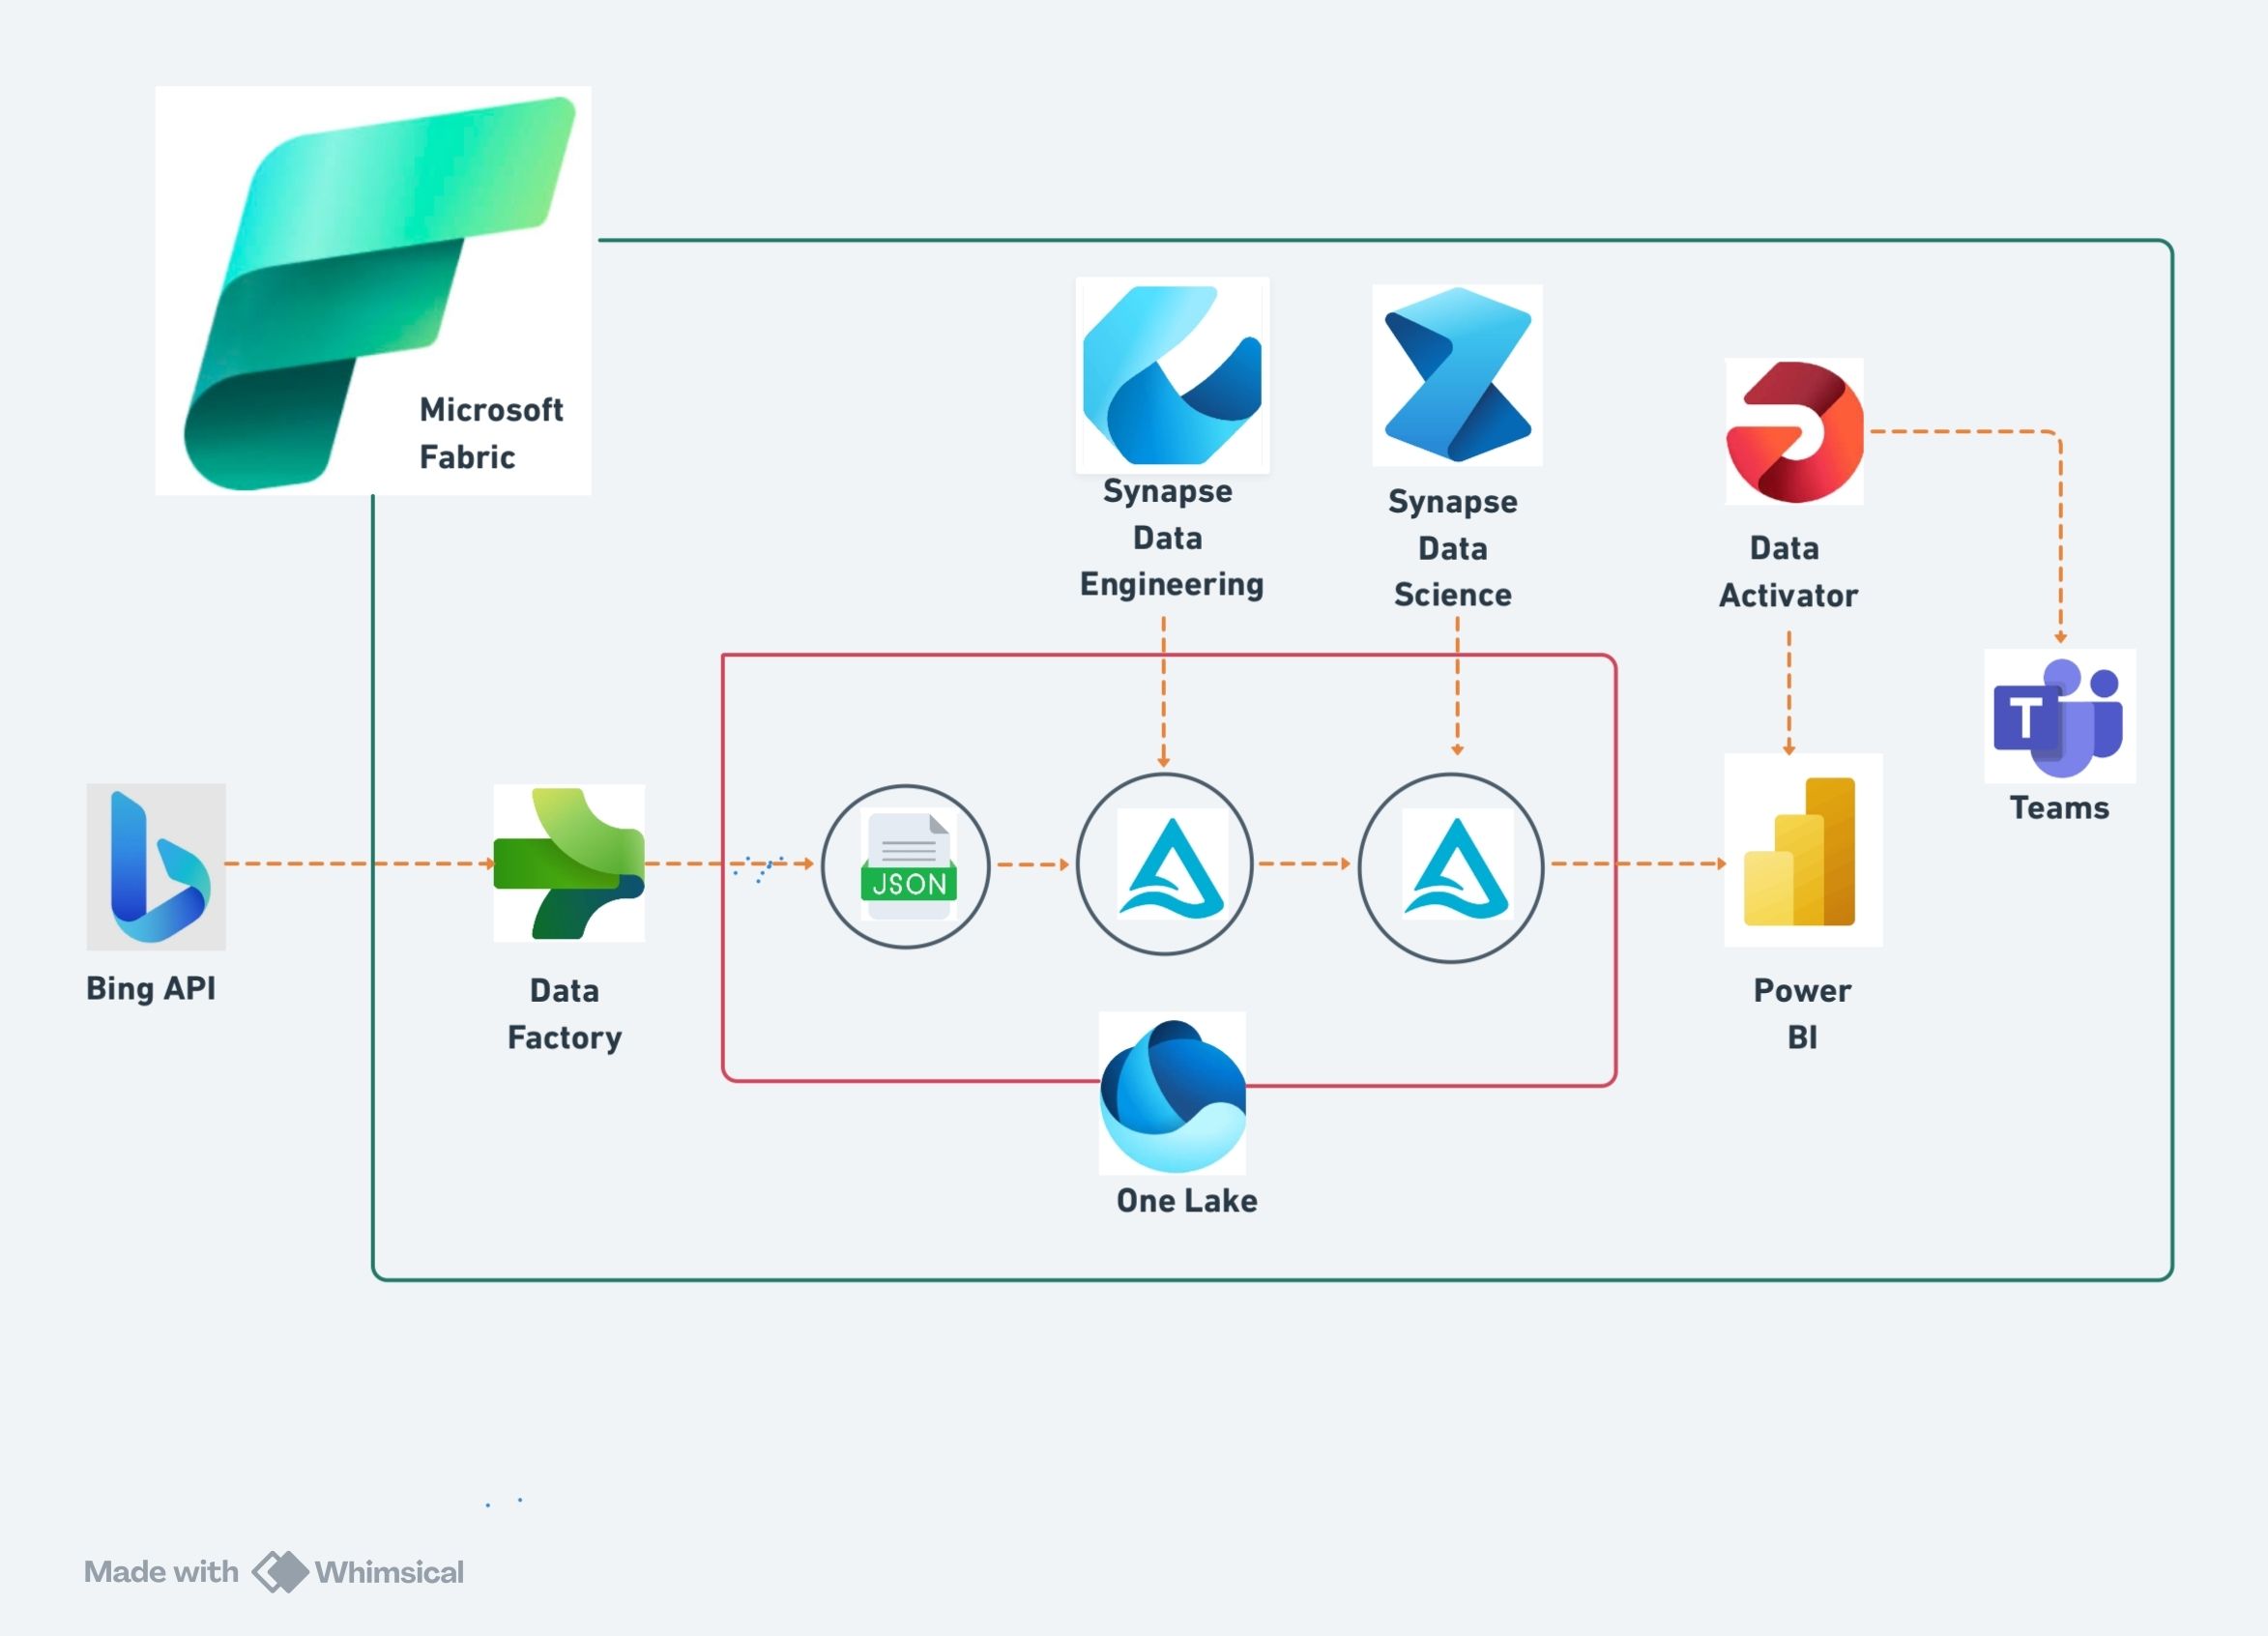 Microsoft
Fabric
Synapse
Data
Engineering
Synapse
Data
Science
Data
Activator
T
Teams
JSON
Bing API
Data
Factory
Power
BI
One Lake
Made with Whimsical